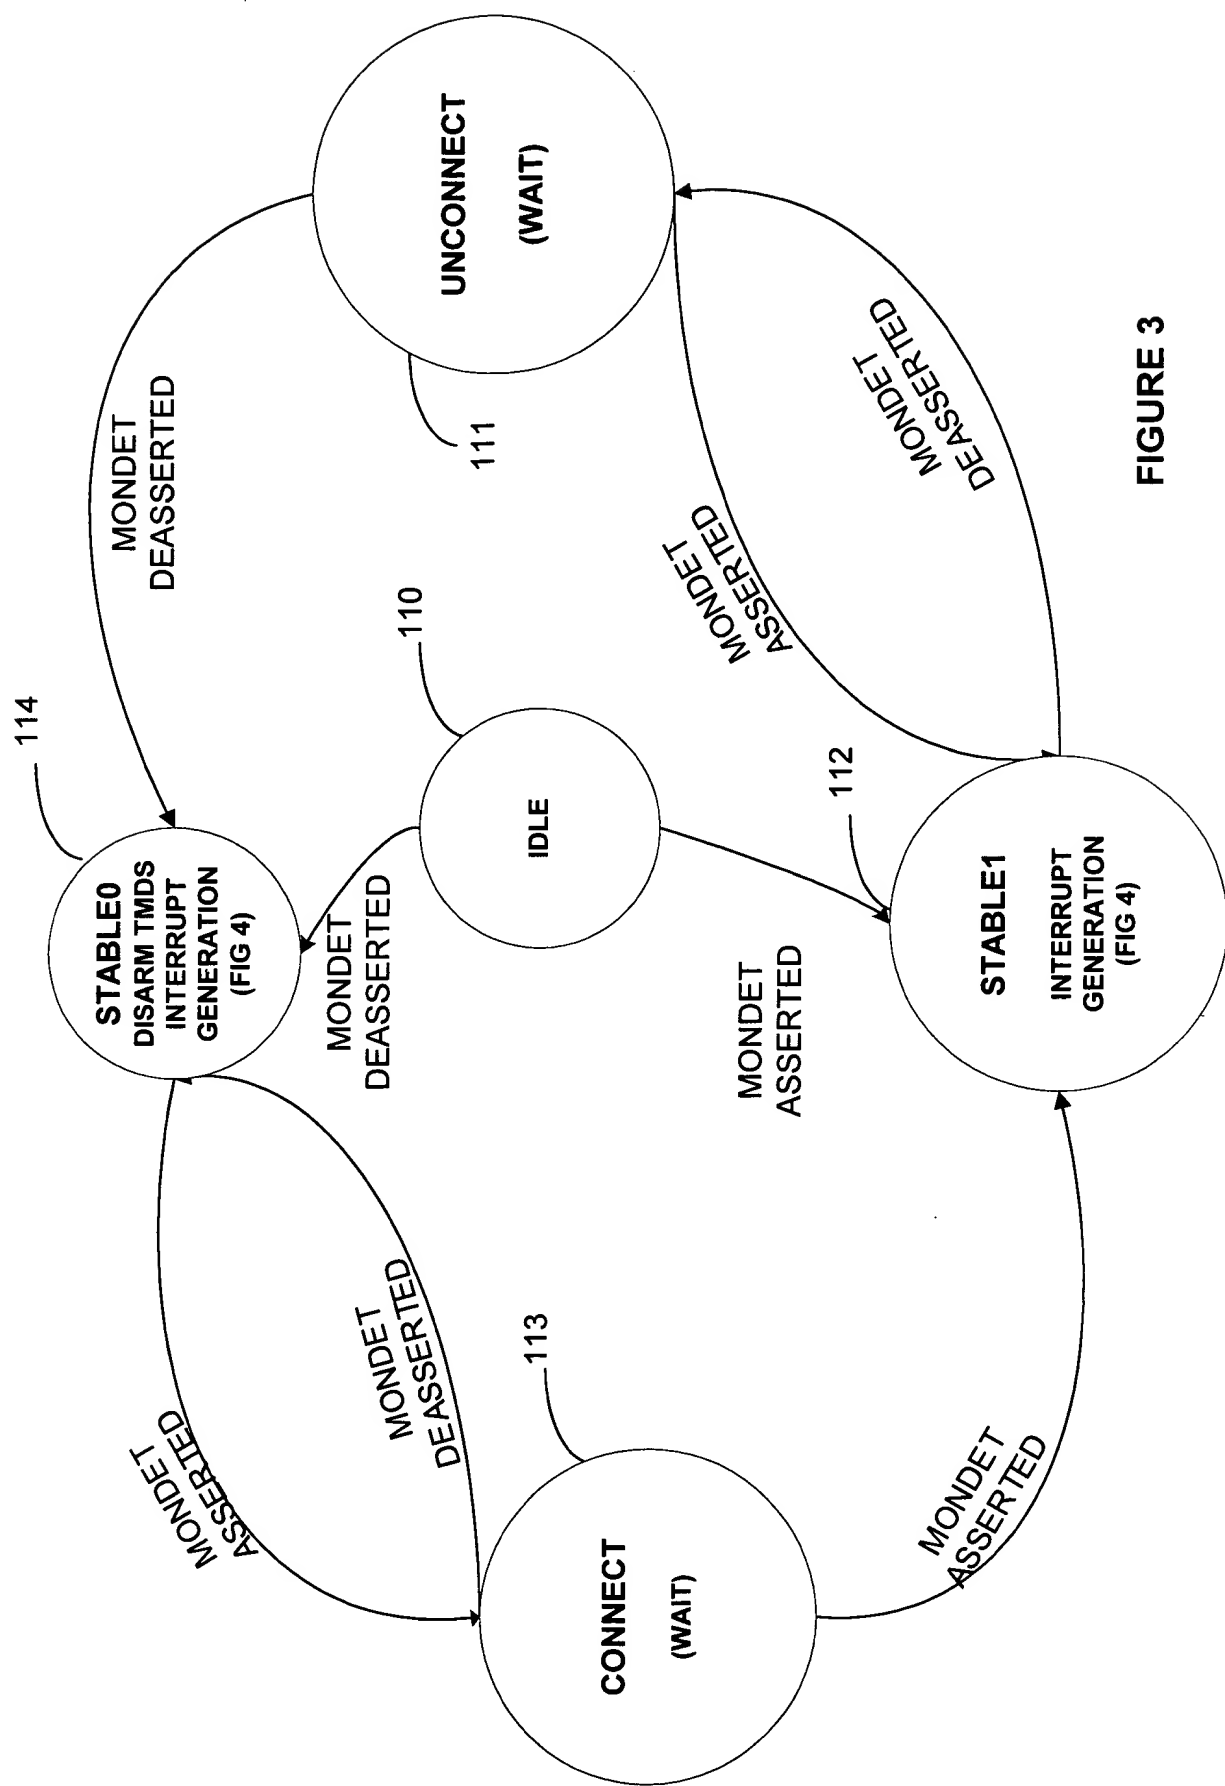 114
STABLE0
DISARM TMDS
INTERRUPT
GENERATION
(FIG 4)
MONDET
DEASSERTED
MONDET
ASSERTED
MONDET
DEASSERTED
MONDET
DEASSERTED
110
IDLE
111
UNCONNECT
(WAIT)
113
CONNECT
(WAIT)
MONDET
ASSERTED
112
MONDET
ASSERTED
MONDET
DEASSERTED
STABLE1
INTERRUPT
GENERATION
(FIG 4)
MONDET
ASSERTED
FIGURE 3